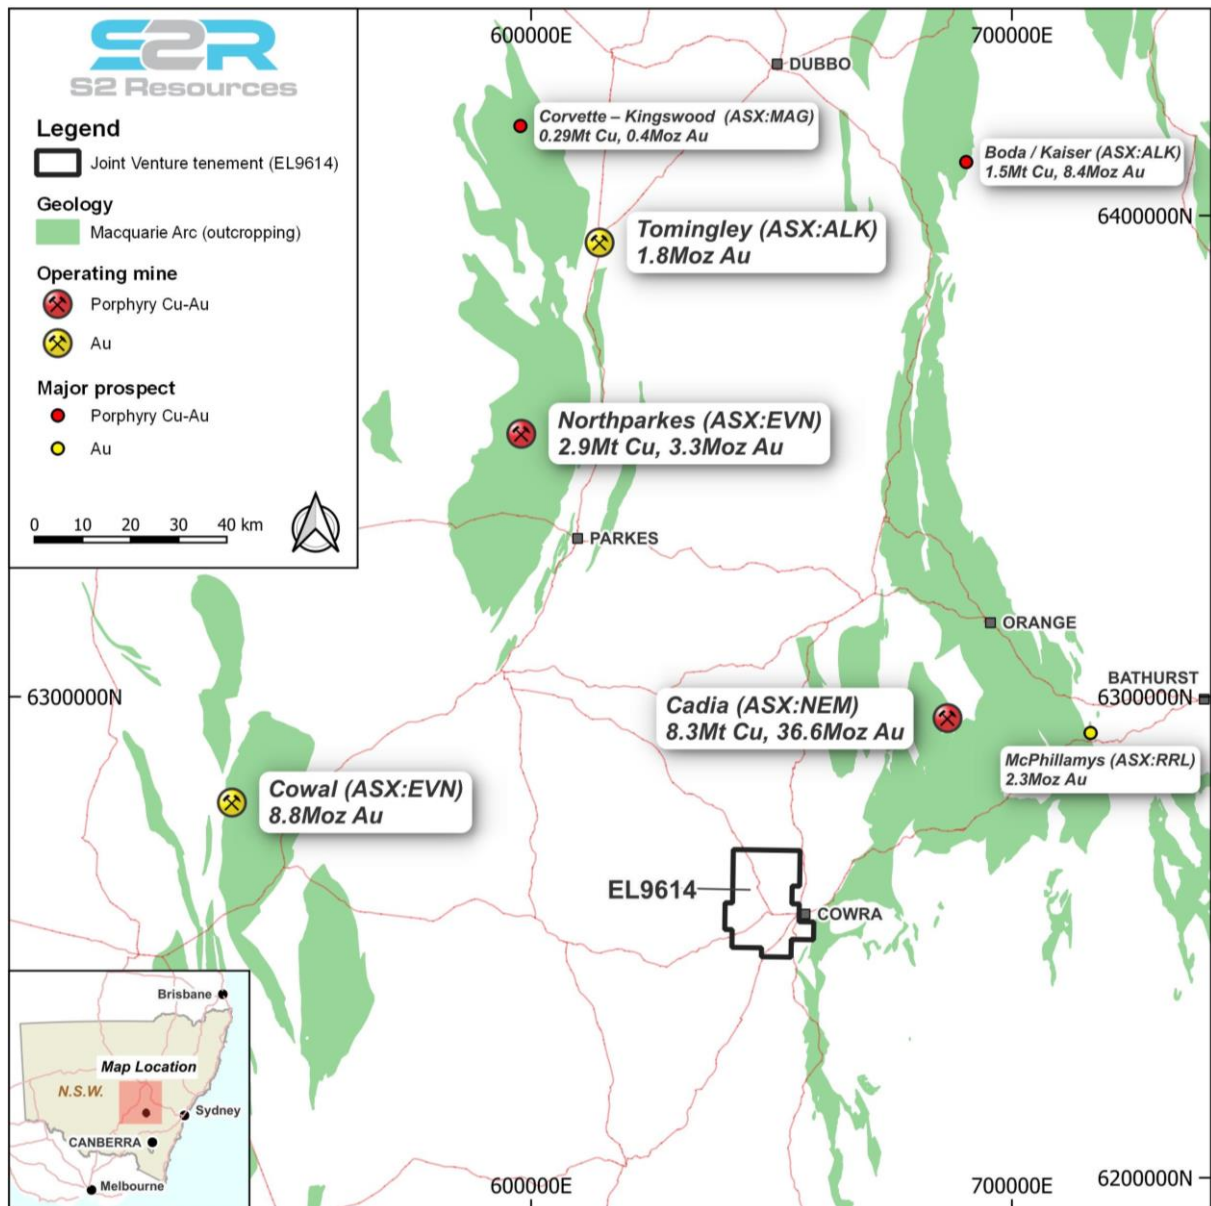 S2R
S2 Resources
Legend
Joint Venture tenement (EL9614)
Geology
Macquarie Arc (outcropping)
Operating mine
Porphyry Cu-Au
Au
Major prospect
Porphyry Cu-Au
Au
0 10 20 30 40 km
600000E
700000E
DUBBO
Corvette – Kingswood (ASX:MAG)
0.29Mt Cu, 0.4Moz Au
Boda / Kaiser (ASX:ALK)
1.5Mt Cu, 8.4Moz Au
6400000N
Tomingley (ASX:ALK)
1.8Moz Au
Northparkes (ASX:EVN)
2.9Mt Cu, 3.3Moz Au
PARKES
ORANGE
BATHURST
6300000N
6300000N
Cadia (ASX:NEM)
8.3Mt Cu, 36.6Moz Au
McPhillamys (ASX:RRL)
2.3Moz Au
Cowal (ASX:EVN)
8.8Moz Au
EL9614
COWRA
Brisbane
Map Location
N.S.W.
Sydney
CANBERRA
Melbourne
600000E
700000E
6200000N